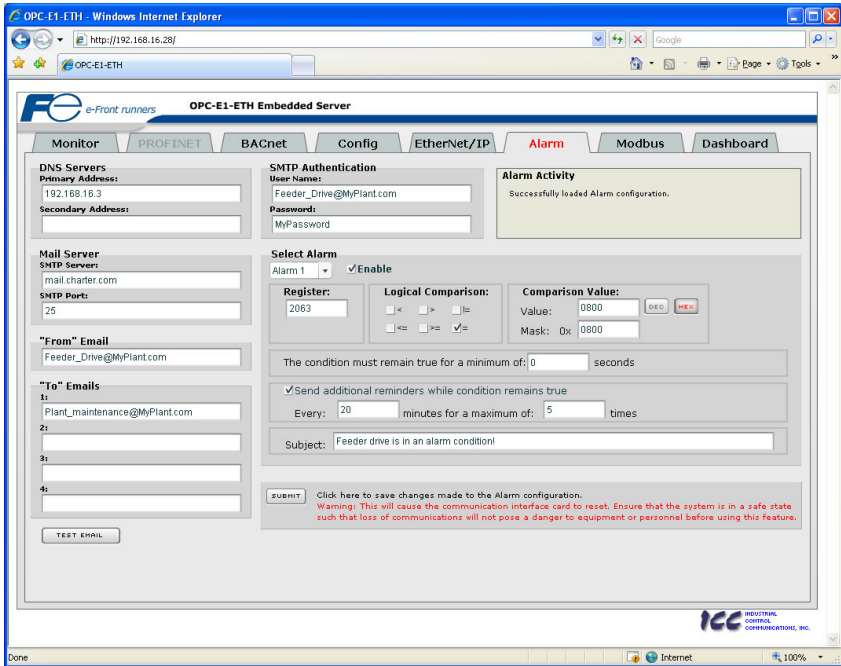 OPC-E1-ETH - Windows Internet Explorer
http://192.168.16.28/
Google
OPC-E1-ETH
Page Tools »
Fe e-Front runners
OPC-E1-ETH Embedded Server
Monitor PROFINET BACnet Config EtherNet/IP Alarm Modbus Dashboard
DNS Servers
Primary Address:
192.168.16.3
Secondary Address:
SMTP Authentication
User Name:
Feeder_Drive@MyPlant.com
Password:
MyPassword
Alarm Activity
Successfully loaded Alarm configuration.
Mail Server
SMTP Server:
mail.charter.com
SMTP Port:
25
"From" Email
Feeder_Drive@MyPlant.com
"To" Emails
1:
Plant_maintenance@MyPlant.com
2:
3:
4:
TEST EMAIL
Select Alarm
Alarm 1 Enable
Register:
2063
Logical Comparison:
< > !=
<= >= =
Comparison Value:
Value: 0800 DEC HEX
Mask: 0x 0800
The condition must remain true for a minimum of: 0 seconds
Send additional reminders while condition remains true
Every: 20 minutes for a maximum of: 5 times
Subject: Feeder drive is in an alarm condition!
SUBMIT
Click here to save changes made to the Alarm configuration.
Warning: This will cause the communication interface card to reset. Ensure that the system is in a safe state
such that loss of communications will not pose a danger to equipment or personnel before using this feature.
ICC INDUSTRIAL
CONTROL
COMMUNICATIONS, INC.
Done Internet 100%